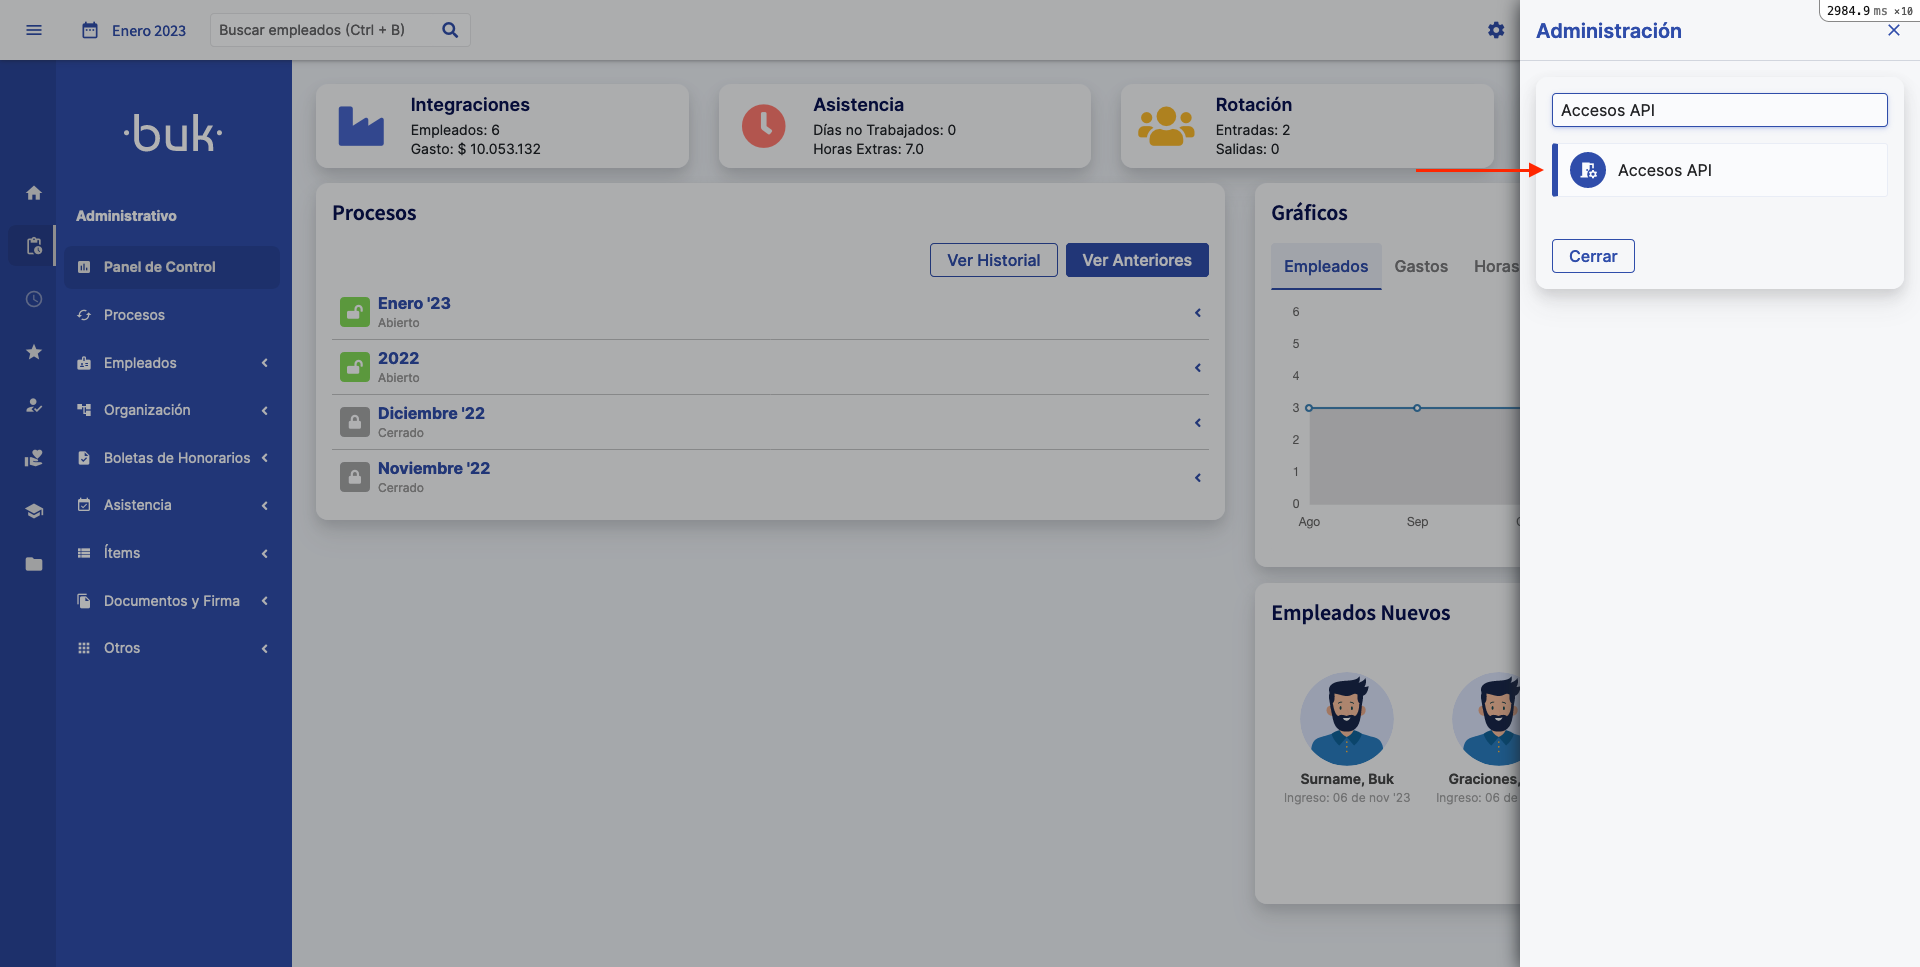 Enero 2023
Buscar empleados (Ctrl + B)
2984.9 ms ×10
Administración
Accesos API
Accesos API
Cerrar
·buk·
Administrativo
Panel de Control
Procesos
Empleados
Organización
Boletas de Honorarios
Asistencia
Ítems
Documentos y Firma
Otros
Integraciones
Empleados: 6
Gasto: $ 10.053.132
Asistencia
Días no Trabajados: 0
Horas Extras: 7.0
Rotación
Entradas: 2
Salidas: 0
Procesos
Ver Historial
Ver Anteriores
Enero '23
Abierto
2022
Abierto
Diciembre '22
Cerrado
Noviembre '22
Cerrado
Gráficos
Empleados Gastos Horas
6
5
4
3
2
1
0
Ago Sep
Empleados Nuevos
Surname, Buk
Ingreso: 06 de nov '23
Graciones,
Ingreso: 06 de